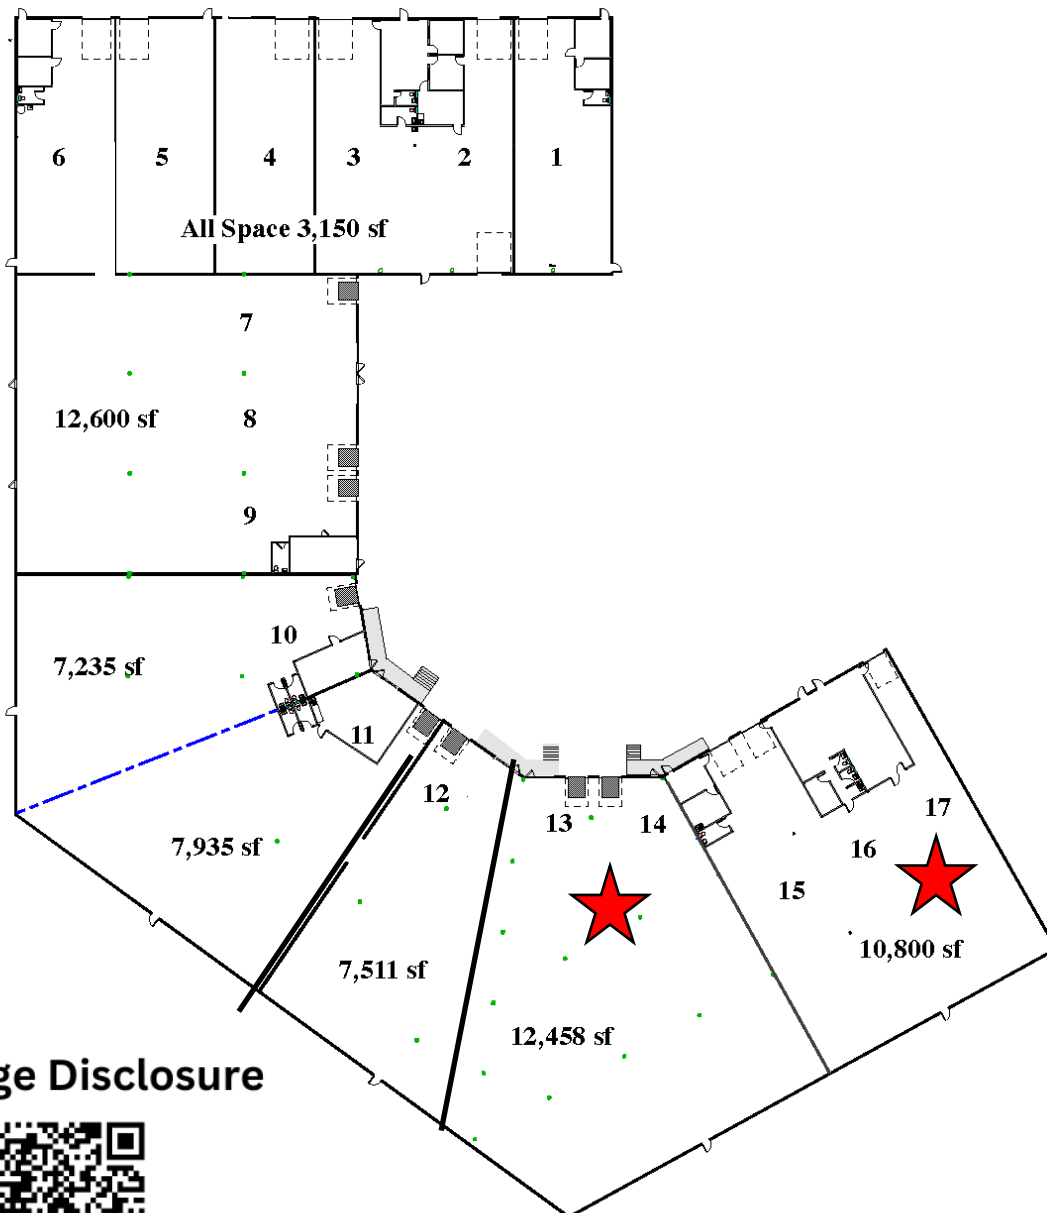 6 5 4 3 2 1
All Space 3,150 sf
7
12,600 sf 8
9
10
7,235 sf
11
12
13 14
17
7,935 sf
16
15
10,800 sf
7,511 sf
12,458 sf
ge Disclosure